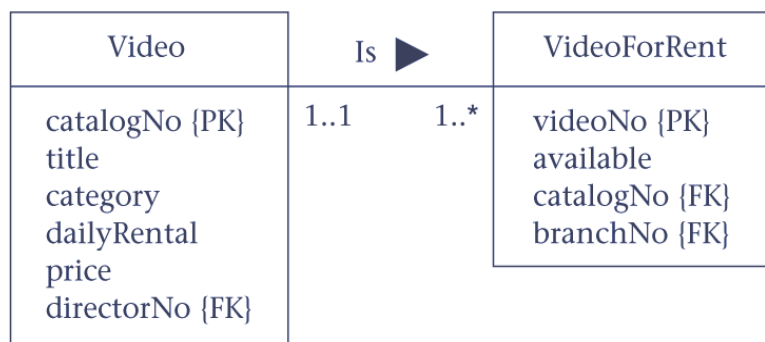 Video
Is
VideoForRent
1..1
1..*
catalogNo {PK}
title
category
dailyRental
price
directorNo {FK}
videoNo {PK}
available
catalogNo {FK}
branchNo {FK}